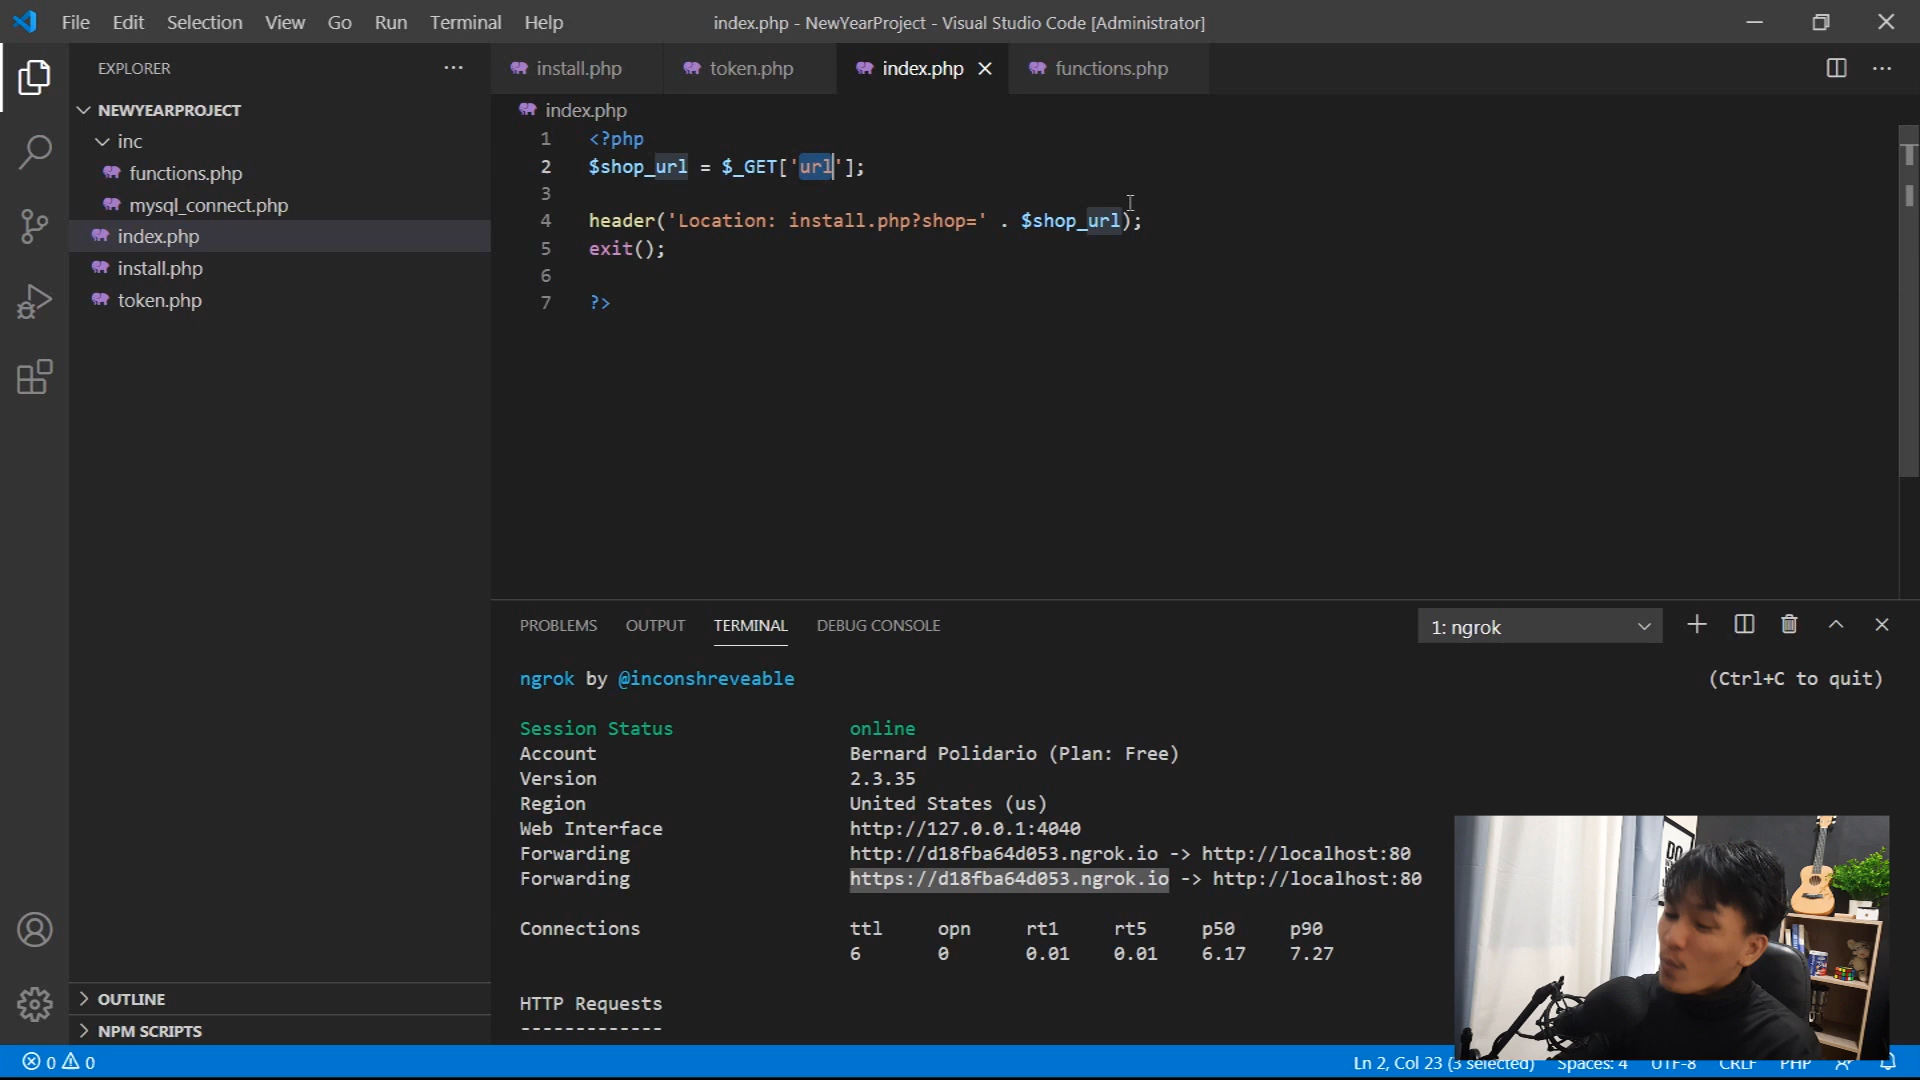 File Edit Selection View Go Run Terminal Help
index.php - NewYearProject - Visual Studio Code [Administrator]
EXPLORER
install.php
token.php
index.php
functions.php
NEWYEARPROJECT
inc
functions.php
mysql_connect.php
index.php
install.php
token.php
OUTLINE
NPM SCRIPTS
index.php
1 <?php
2 $shop_url = $_GET['url'];
3
4 header('Location: install.php?shop=' . $shop_url);
5 exit();
6
7 ?>
PROBLEMS OUTPUT TERMINAL DEBUG CONSOLE
1: ngrok
ngrok by @inconshreveable (Ctrl+C to quit)
Session Status online
Account Bernard Polidario (Plan: Free)
Version 2.3.35
Region United States (us)
Web Interface http://127.0.0.1:4040
Forwarding http://d18fba64d053.ngrok.io -> http://localhost:80
Forwarding https://d18fba64d053.ngrok.io -> http://localhost:80
Connections ttl opn rt1 rt5 p50 p90
6 0 0.01 0.01 6.17 7.27
HTTP Requests
-------------
0 0
Ln 2, Col 23 (3 selected) Spaces: 4 UTF-8 CRLF PHP